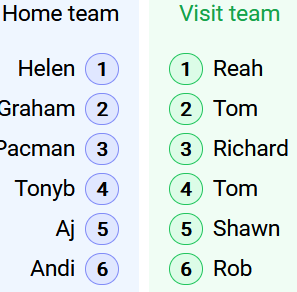 Home team Visit team
Helen 1 1 Reah
Graham 2 2 Tom
Pacman 3 3 Richard
Tonyb 4 4 Tom
Aj 5 5 Shawn
Andi 6 6 Rob